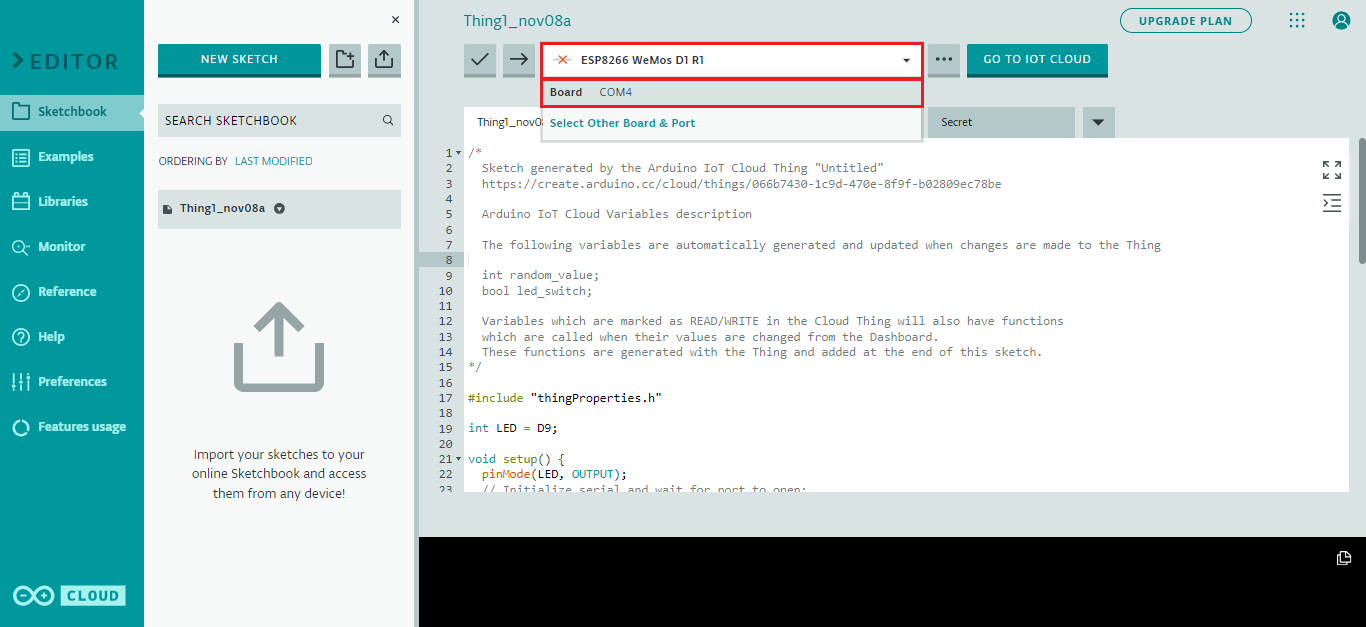 EDITOR
Sketchbook
Examples
Libraries
Monitor
Reference
Help
Preferences
Features usage
CLOUD
×
NEW SKETCH
SEARCH SKETCHBOOK
ORDERING BY LAST MODIFIED
Thing1_nov08a
Import your sketches to your
online Sketchbook and access
them from any device!
Thing1_nov08a
UPGRADE PLAN
ESP8266 WeMos D1 R1
GO TO IOT CLOUD
Board COM4
Select Other Board & Port
Thing1_nov08
Secret
1 /*
2 Sketch generated by the Arduino IoT Cloud Thing "Untitled"
3 https://create.arduino.cc/cloud/things/066b7430-1c9d-470e-8f9f-b02809ec78be
4
5 Arduino IoT Cloud Variables description
6
7 The following variables are automatically generated and updated when changes are made to the Thing
8
9 int random_value;
10 bool led_switch;
11
12 Variables which are marked as READ/WRITE in the Cloud Thing will also have functions
13 which are called when their values are changed from the Dashboard.
14 These functions are generated with the Thing and added at the end of this sketch.
15 */
16
17 #include "thingProperties.h"
18
19 int LED = D9;
20
21 void setup() {
22 pinMode(LED, OUTPUT);
23 // Initialize serial and wait for port to open: